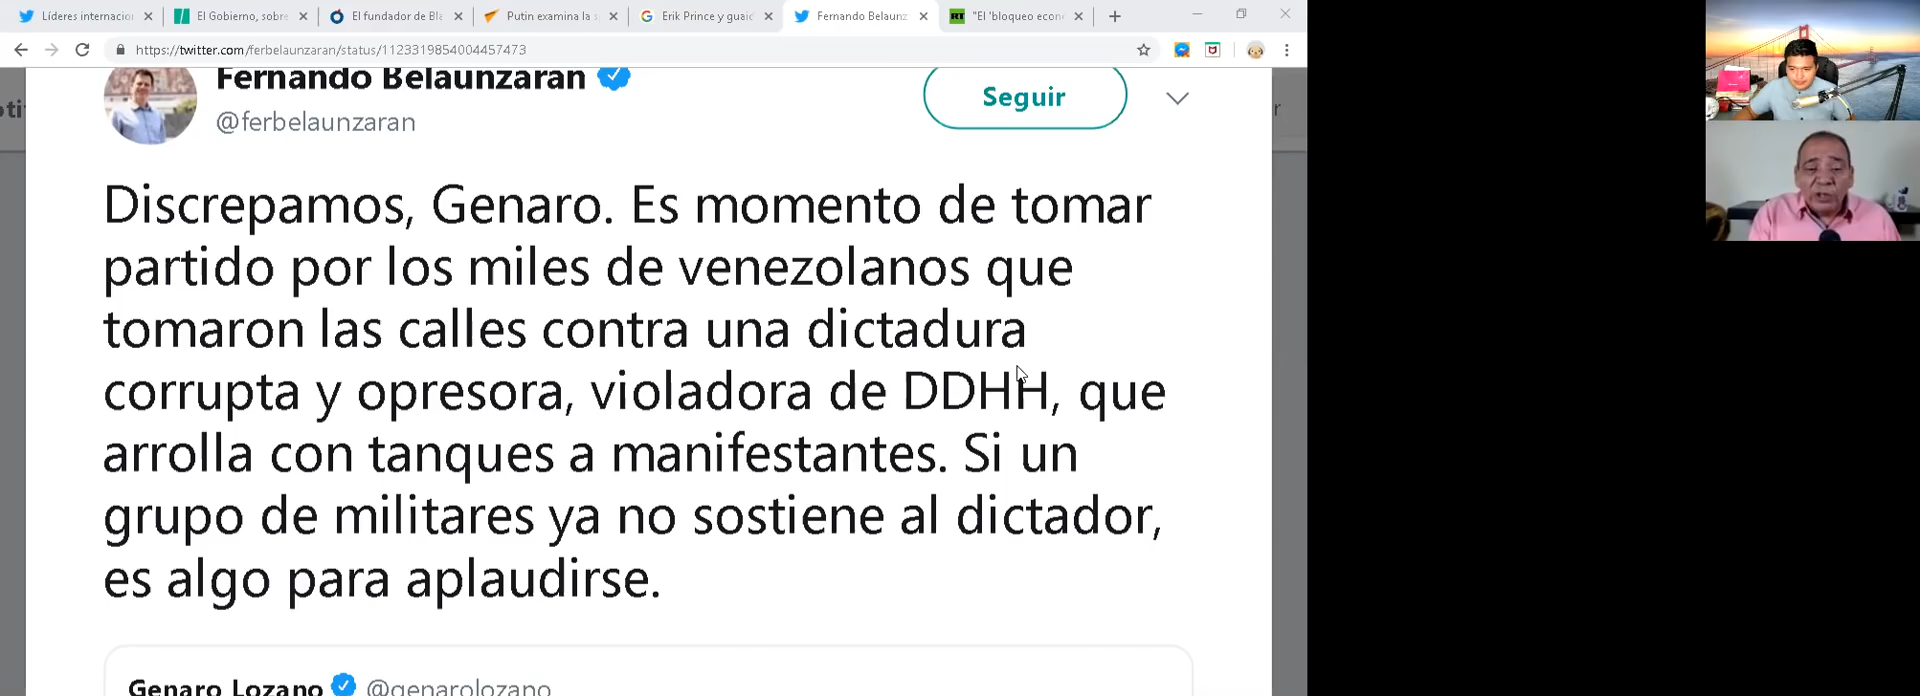 Líderes internacio
El Gobierno, sobre
El fundador de Bla
Putin examina la s
Erik Prince y guaid
Fernando Belaunz
RT "El 'bloqueo econ
https://twitter.com/ferbelaunzaran/status/1123319854004457473
Fernando Belaunzarán
@ferbelaunzaran
Seguir
Discrepamos, Genaro. Es momento de tomar
partido por los miles de venezolanos que
tomaron las calles contra una dictadura
corrupta y opresora, violadora de DDHH, que
arrolla con tanques a manifestantes. Si un
grupo de militares ya no sostiene al dictador,
es algo para aplaudirse.
Genaro Lozano @genarolozano